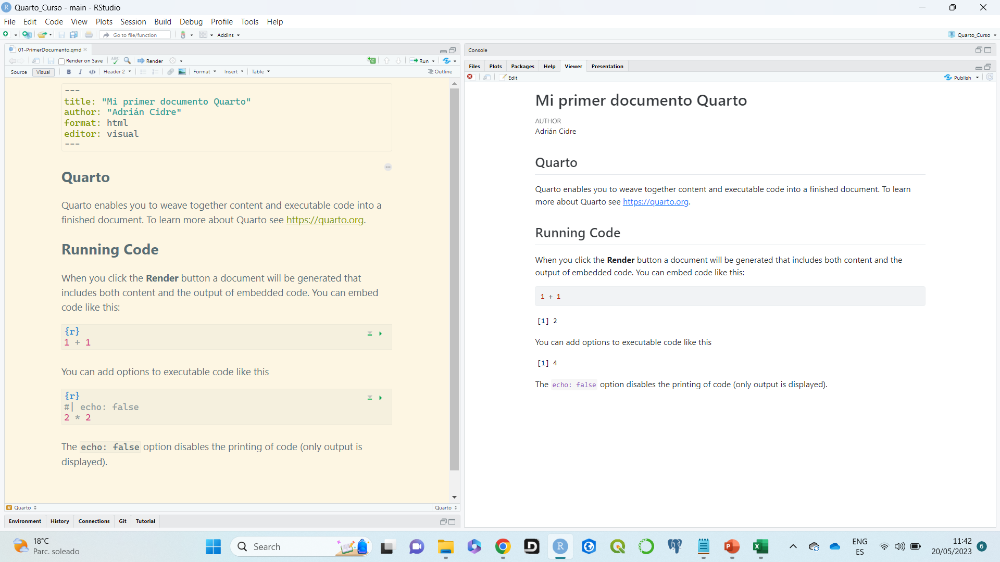 Quarto_Curso - main - RStudio
File Edit Code View Plots Session Build Debug Profile Tools Help
Go to file/function Addins Quarto_Curso
01-PrimerDocumento.qmd
Render on Save ABC Render Run
Source Visual B I </> Header 2 Format Insert Table Outline
---
title: "Mi primer documento Quarto"
author: "Adrián Cidre"
format: html
editor: visual
---
Quarto
Quarto enables you to weave together content and executable code into a
finished document. To learn more about Quarto see https://quarto.org.
Running Code
When you click the Render button a document will be generated that
includes both content and the output of embedded code. You can embed
code like this:
{r}
1 + 1
You can add options to executable code like this
{r}
#| echo: false
2 * 2
The echo: false option disables the printing of code (only output is
displayed).
# Quarto Quarto
Environment History Connections Git Tutorial
Console
Files Plots Packages Help Viewer Presentation
Edit Publish
Mi primer documento Quarto
AUTHOR
Adrián Cidre
Quarto
Quarto enables you to weave together content and executable code into a finished document. To learn
more about Quarto see https://quarto.org.
Running Code
When you click the Render button a document will be generated that includes both content and the
output of embedded code. You can embed code like this:
1 + 1
[1] 2
You can add options to executable code like this
[1] 4
The echo: false option disables the printing of code (only output is displayed).
18°C
Parc. soleado
Search
ENG
ES
11:42
20/05/2023
6